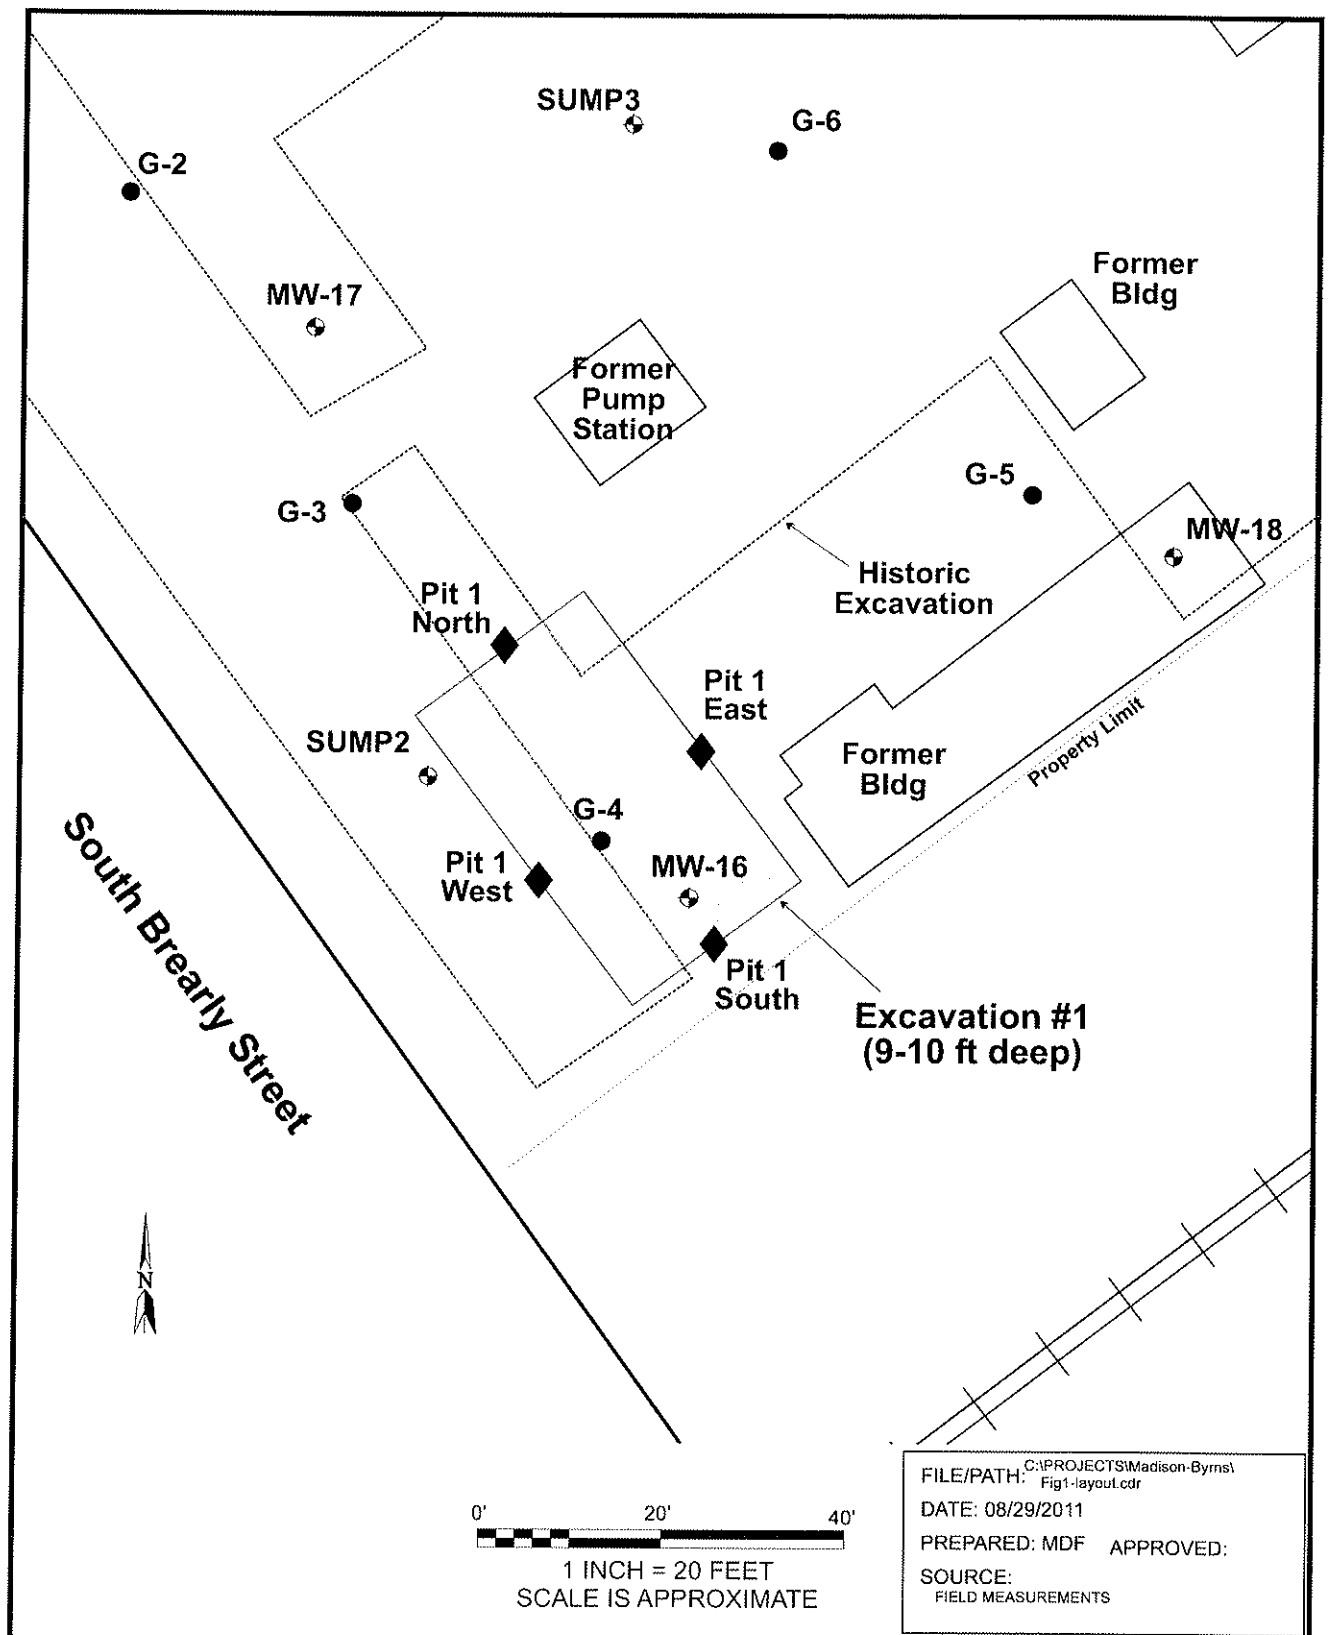 SUMP3
G-6
G-2
Former
Bldg
MW-17
Former
Pump
Station
G-5
G-3
MW-18
Historic
Excavation
Pit 1
North
Pit 1
East
SUMP2
Former
Bldg
Property Limit
G-4
Pit 1
West
MW-16
South Brearly Street
Pit 1
South
Excavation #1
(9-10 ft deep)
N
0' 20' 40'
1 INCH = 20 FEET
SCALE IS APPROXIMATE
FILE/PATH: C:\PROJECTS\Madison-Byrns\
Fig1-layout.cdr
DATE: 08/29/2011
PREPARED: MDF APPROVED:
SOURCE:
FIELD MEASUREMENTS